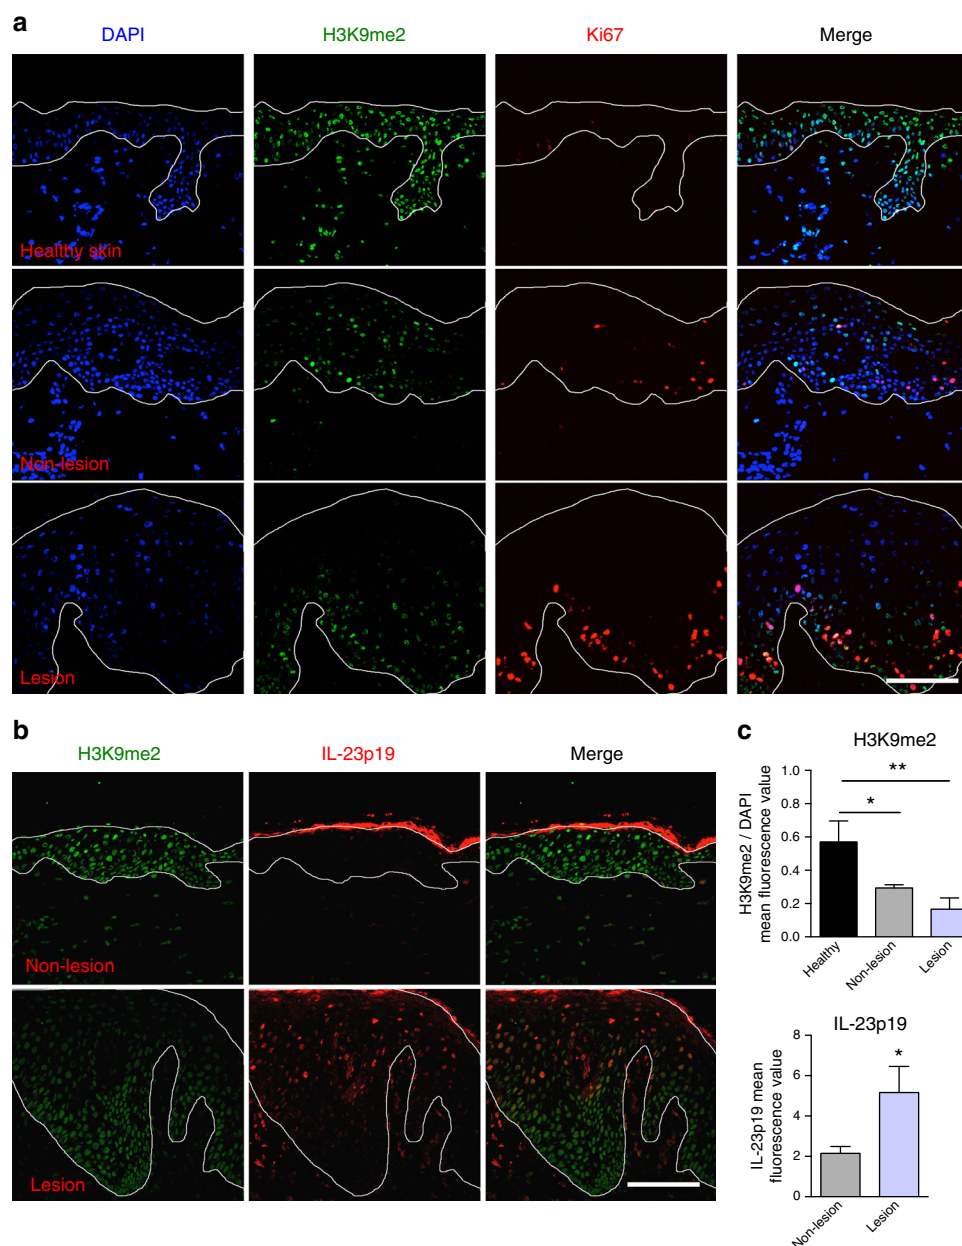 a
DAPI H3K9me2 Ki67 Merge
Healthy skin
Non-lesion
Lesion
b
H3K9me2 IL-23p19 Merge
Non-lesion
Lesion
c
H3K9me2
H3K9me2 / DAPI
mean fluorescence value
1.0
0.8
0.6
0.4
0.2
0.0
**
*
Healthy Non-lesion Lesion
IL-23p19
IL-23p19 mean
fluorescence value
8
6
4
2
0
*
Non-lesion Lesion